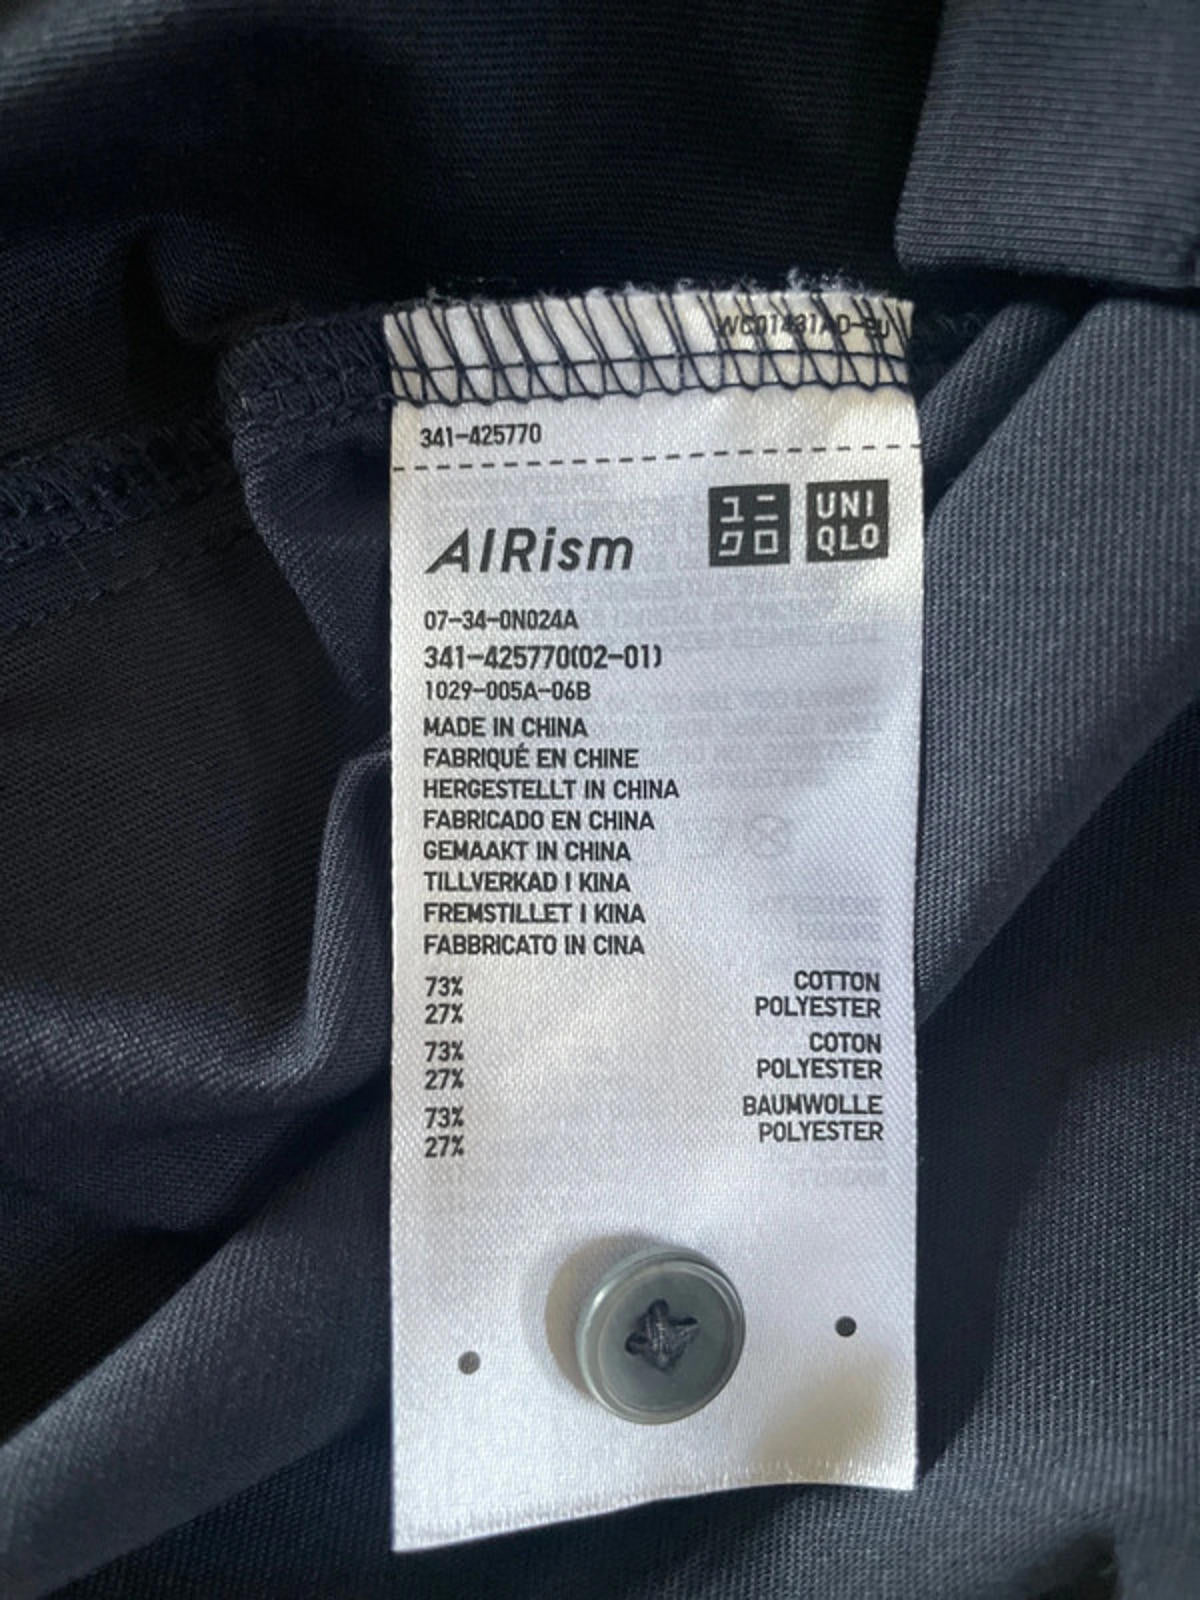 341-425770
AIRism
ユニ
クロ
UNI
QLO
07-34-0N024A
341-425770(02-01)
1029-005A-06B
MADE IN CHINA
FABRIQUÉ EN CHINE
HERGESTELLT IN CHINA
FABRICADO EN CHINA
GEMAAKT IN CHINA
TILLVERKAD I KINA
FREMSTILLET I KINA
FABBRICATO IN CINA
73% COTTON
27% POLYESTER
73% COTON
27% POLYESTER
73% BAUMWOLLE
27% POLYESTER